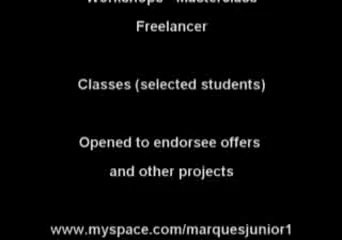 Workshops - Masterclass
Freelancer
Classes (selected students)
Opened to endorsee offers
and other projects
www.myspace.com/marquesjunior1